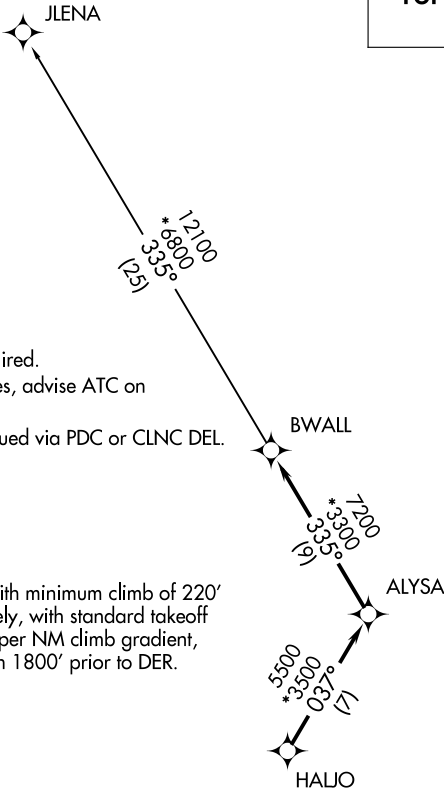 JLENA
12100
*6800
335°
(25)
ired.
es, advise ATC on
ued via PDC or CLNC DEL.
BWALL
7200
*3300
335°
(9)
ith minimum climb of 220'
ely, with standard takeoff
per NM climb gradient,
n 1800' prior to DER.
ALYSA
5500
*3500
037°
(7)
HALJO